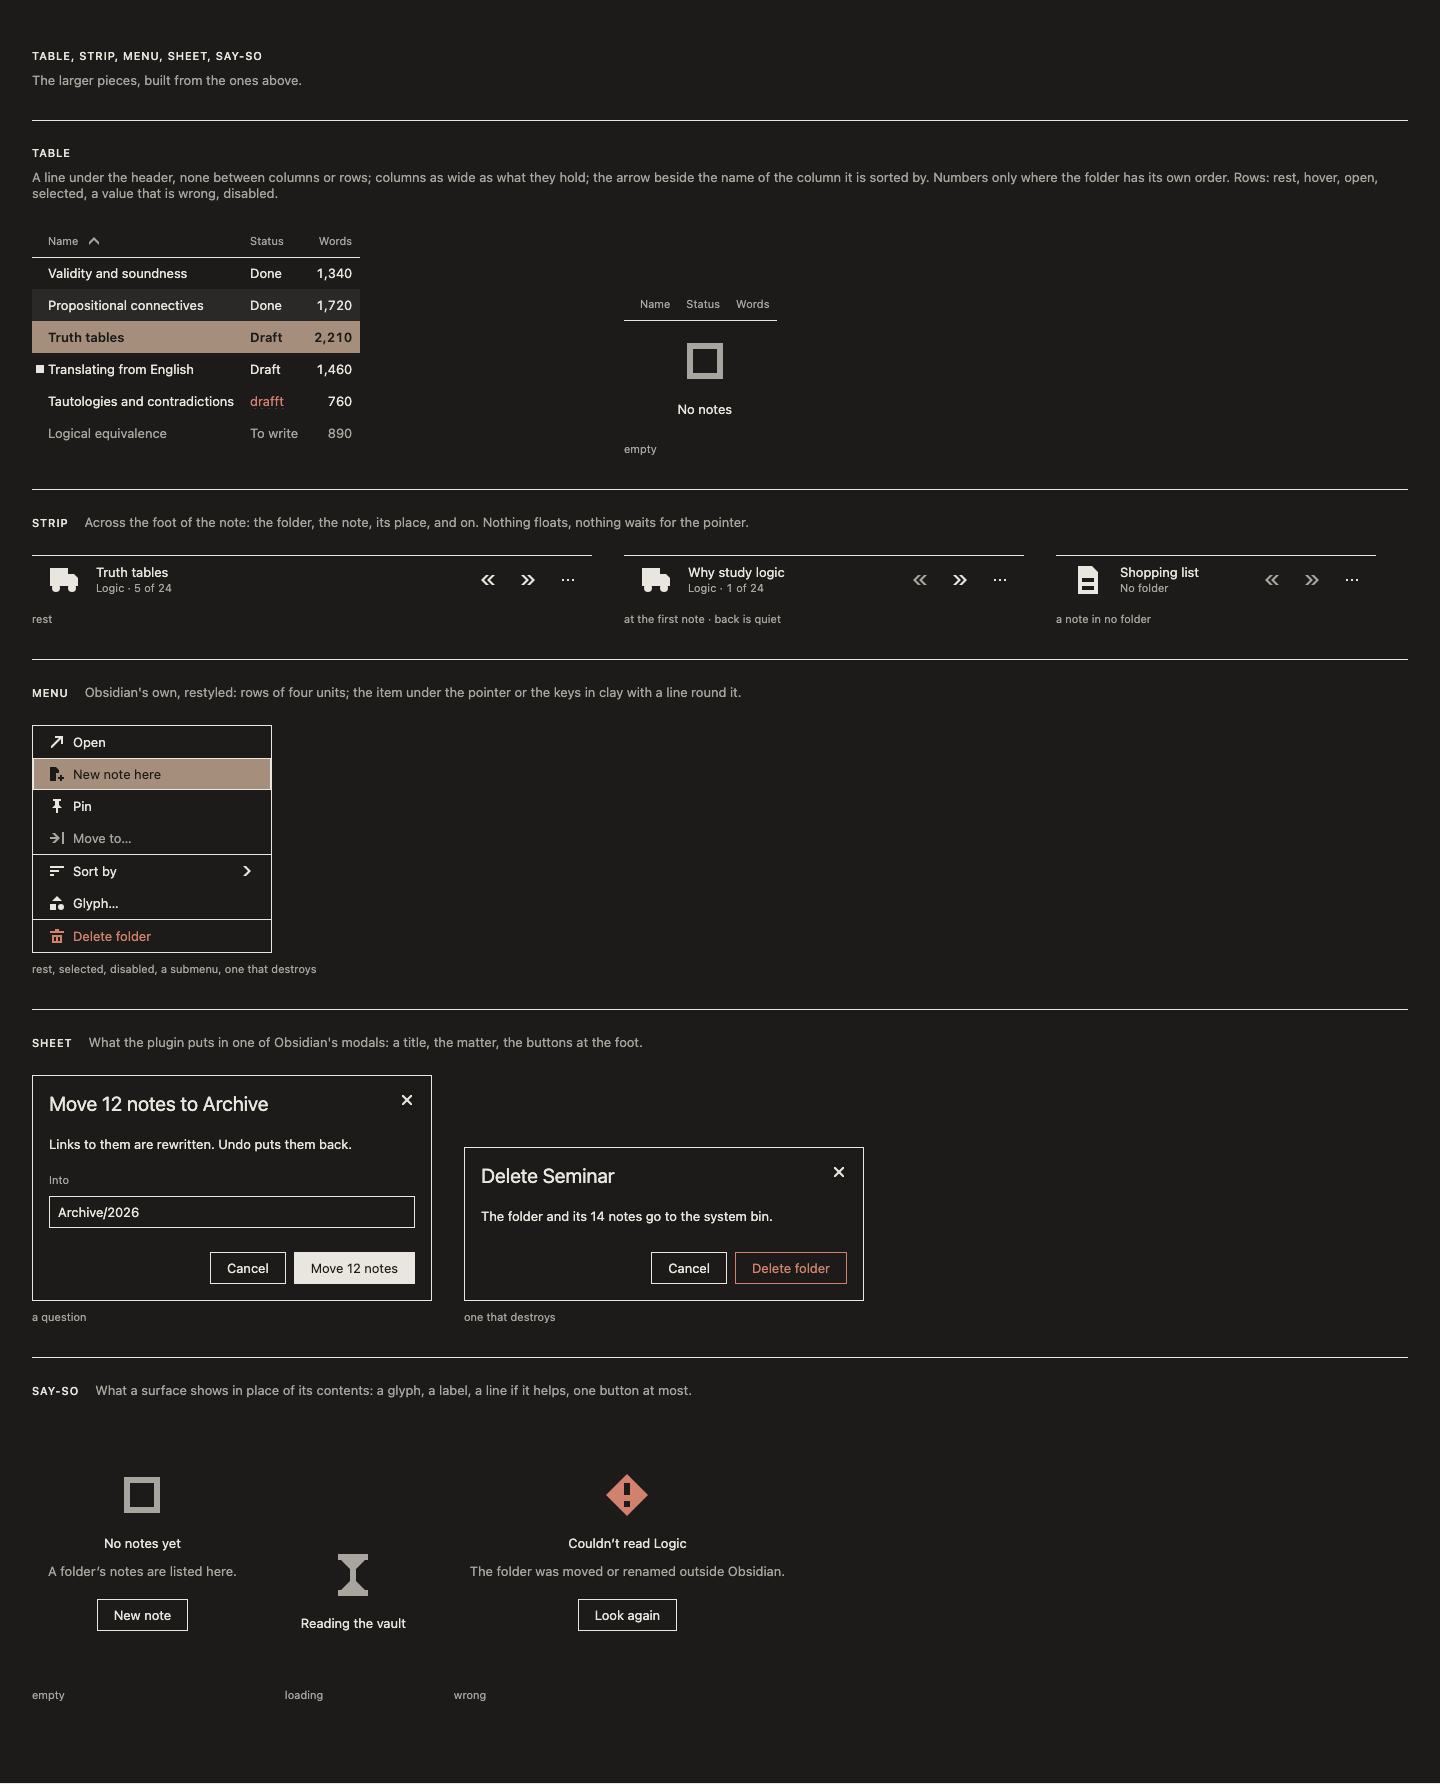 TABLE, STRIP, MENU, SHEET, SAY-SO
The larger pieces, built from the ones above.
TABLE
A line under the header, none between columns or rows; columns as wide as what they hold; the arrow beside the name of the column it is sorted by. Numbers only where the folder has its own order. Rows: rest, hover, open,
selected, a value that is wrong, disabled.
Name Status Words
Validity and soundness Done 1,340
Propositional connectives Done 1,720
Truth tables Draft 2,210
Translating from English Draft 1,460
Tautologies and contradictions drafft 760
Logical equivalence To write 890
Name Status Words
No notes
empty
STRIP Across the foot of the note: the folder, the note, its place, and on. Nothing floats, nothing waits for the pointer.
Truth tables
Logic · 5 of 24
rest
Why study logic
Logic · 1 of 24
at the first note · back is quiet
Shopping list
No folder
a note in no folder
MENU Obsidian's own, restyled: rows of four units; the item under the pointer or the keys in clay with a line round it.
Open
New note here
Pin
Move to…
Sort by
Glyph…
Delete folder
rest, selected, disabled, a submenu, one that destroys
SHEET What the plugin puts in one of Obsidian's modals: a title, the matter, the buttons at the foot.
Move 12 notes to Archive
Links to them are rewritten. Undo puts them back.
Into
Archive/2026
Cancel Move 12 notes
a question
Delete Seminar
The folder and its 14 notes go to the system bin.
Cancel Delete folder
one that destroys
SAY-SO What a surface shows in place of its contents: a glyph, a label, a line if it helps, one button at most.
No notes yet
A folder’s notes are listed here.
New note
empty
Reading the vault
loading
Couldn’t read Logic
The folder was moved or renamed outside Obsidian.
Look again
wrong